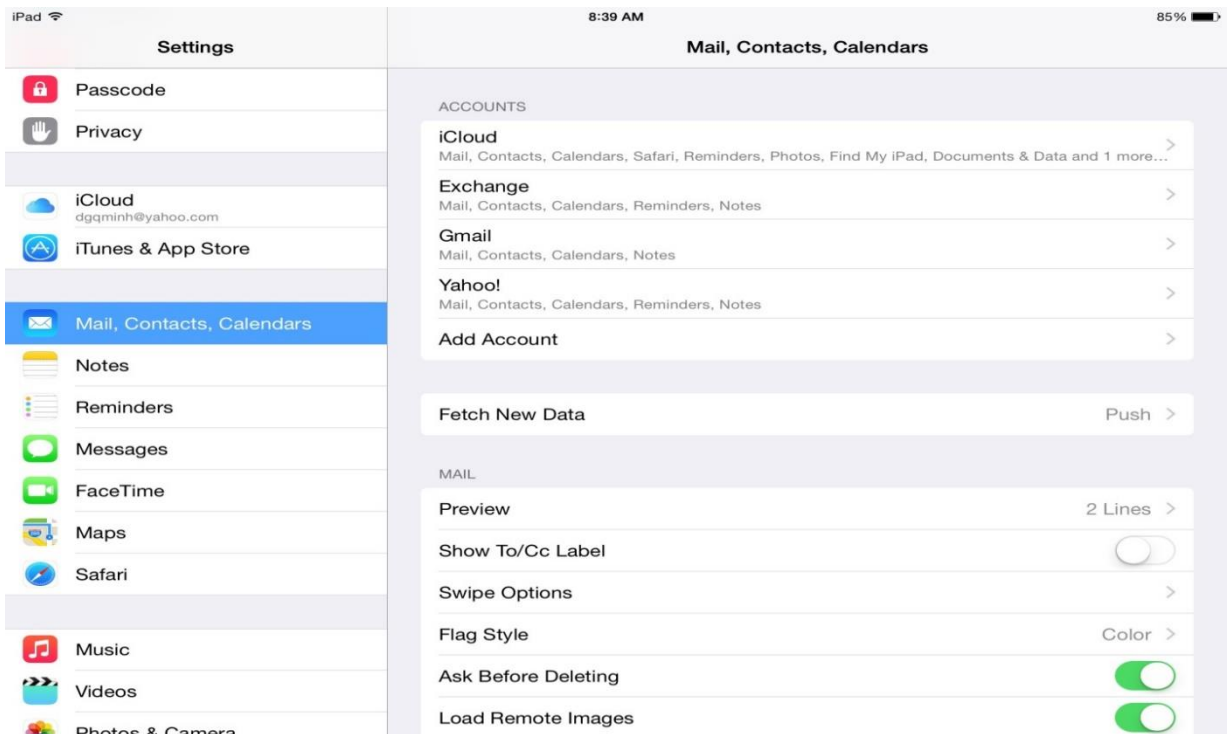 iPad
8:39 AM
85%
Settings
Mail, Contacts, Calendars
Passcode
Privacy
iCloud
dgqminh@yahoo.com
iTunes & App Store
Mail, Contacts, Calendars
Notes
Reminders
Messages
FaceTime
Maps
Safari
Music
Videos
Photos & Camera
ACCOUNTS
iCloud
Mail, Contacts, Calendars, Safari, Reminders, Photos, Find My iPad, Documents & Data and 1 more...
Exchange
Mail, Contacts, Calendars, Reminders, Notes
Gmail
Mail, Contacts, Calendars, Notes
Yahoo!
Mail, Contacts, Calendars, Reminders, Notes
Add Account
Fetch New Data Push
MAIL
Preview 2 Lines
Show To/Cc Label
Swipe Options
Flag Style Color
Ask Before Deleting
Load Remote Images